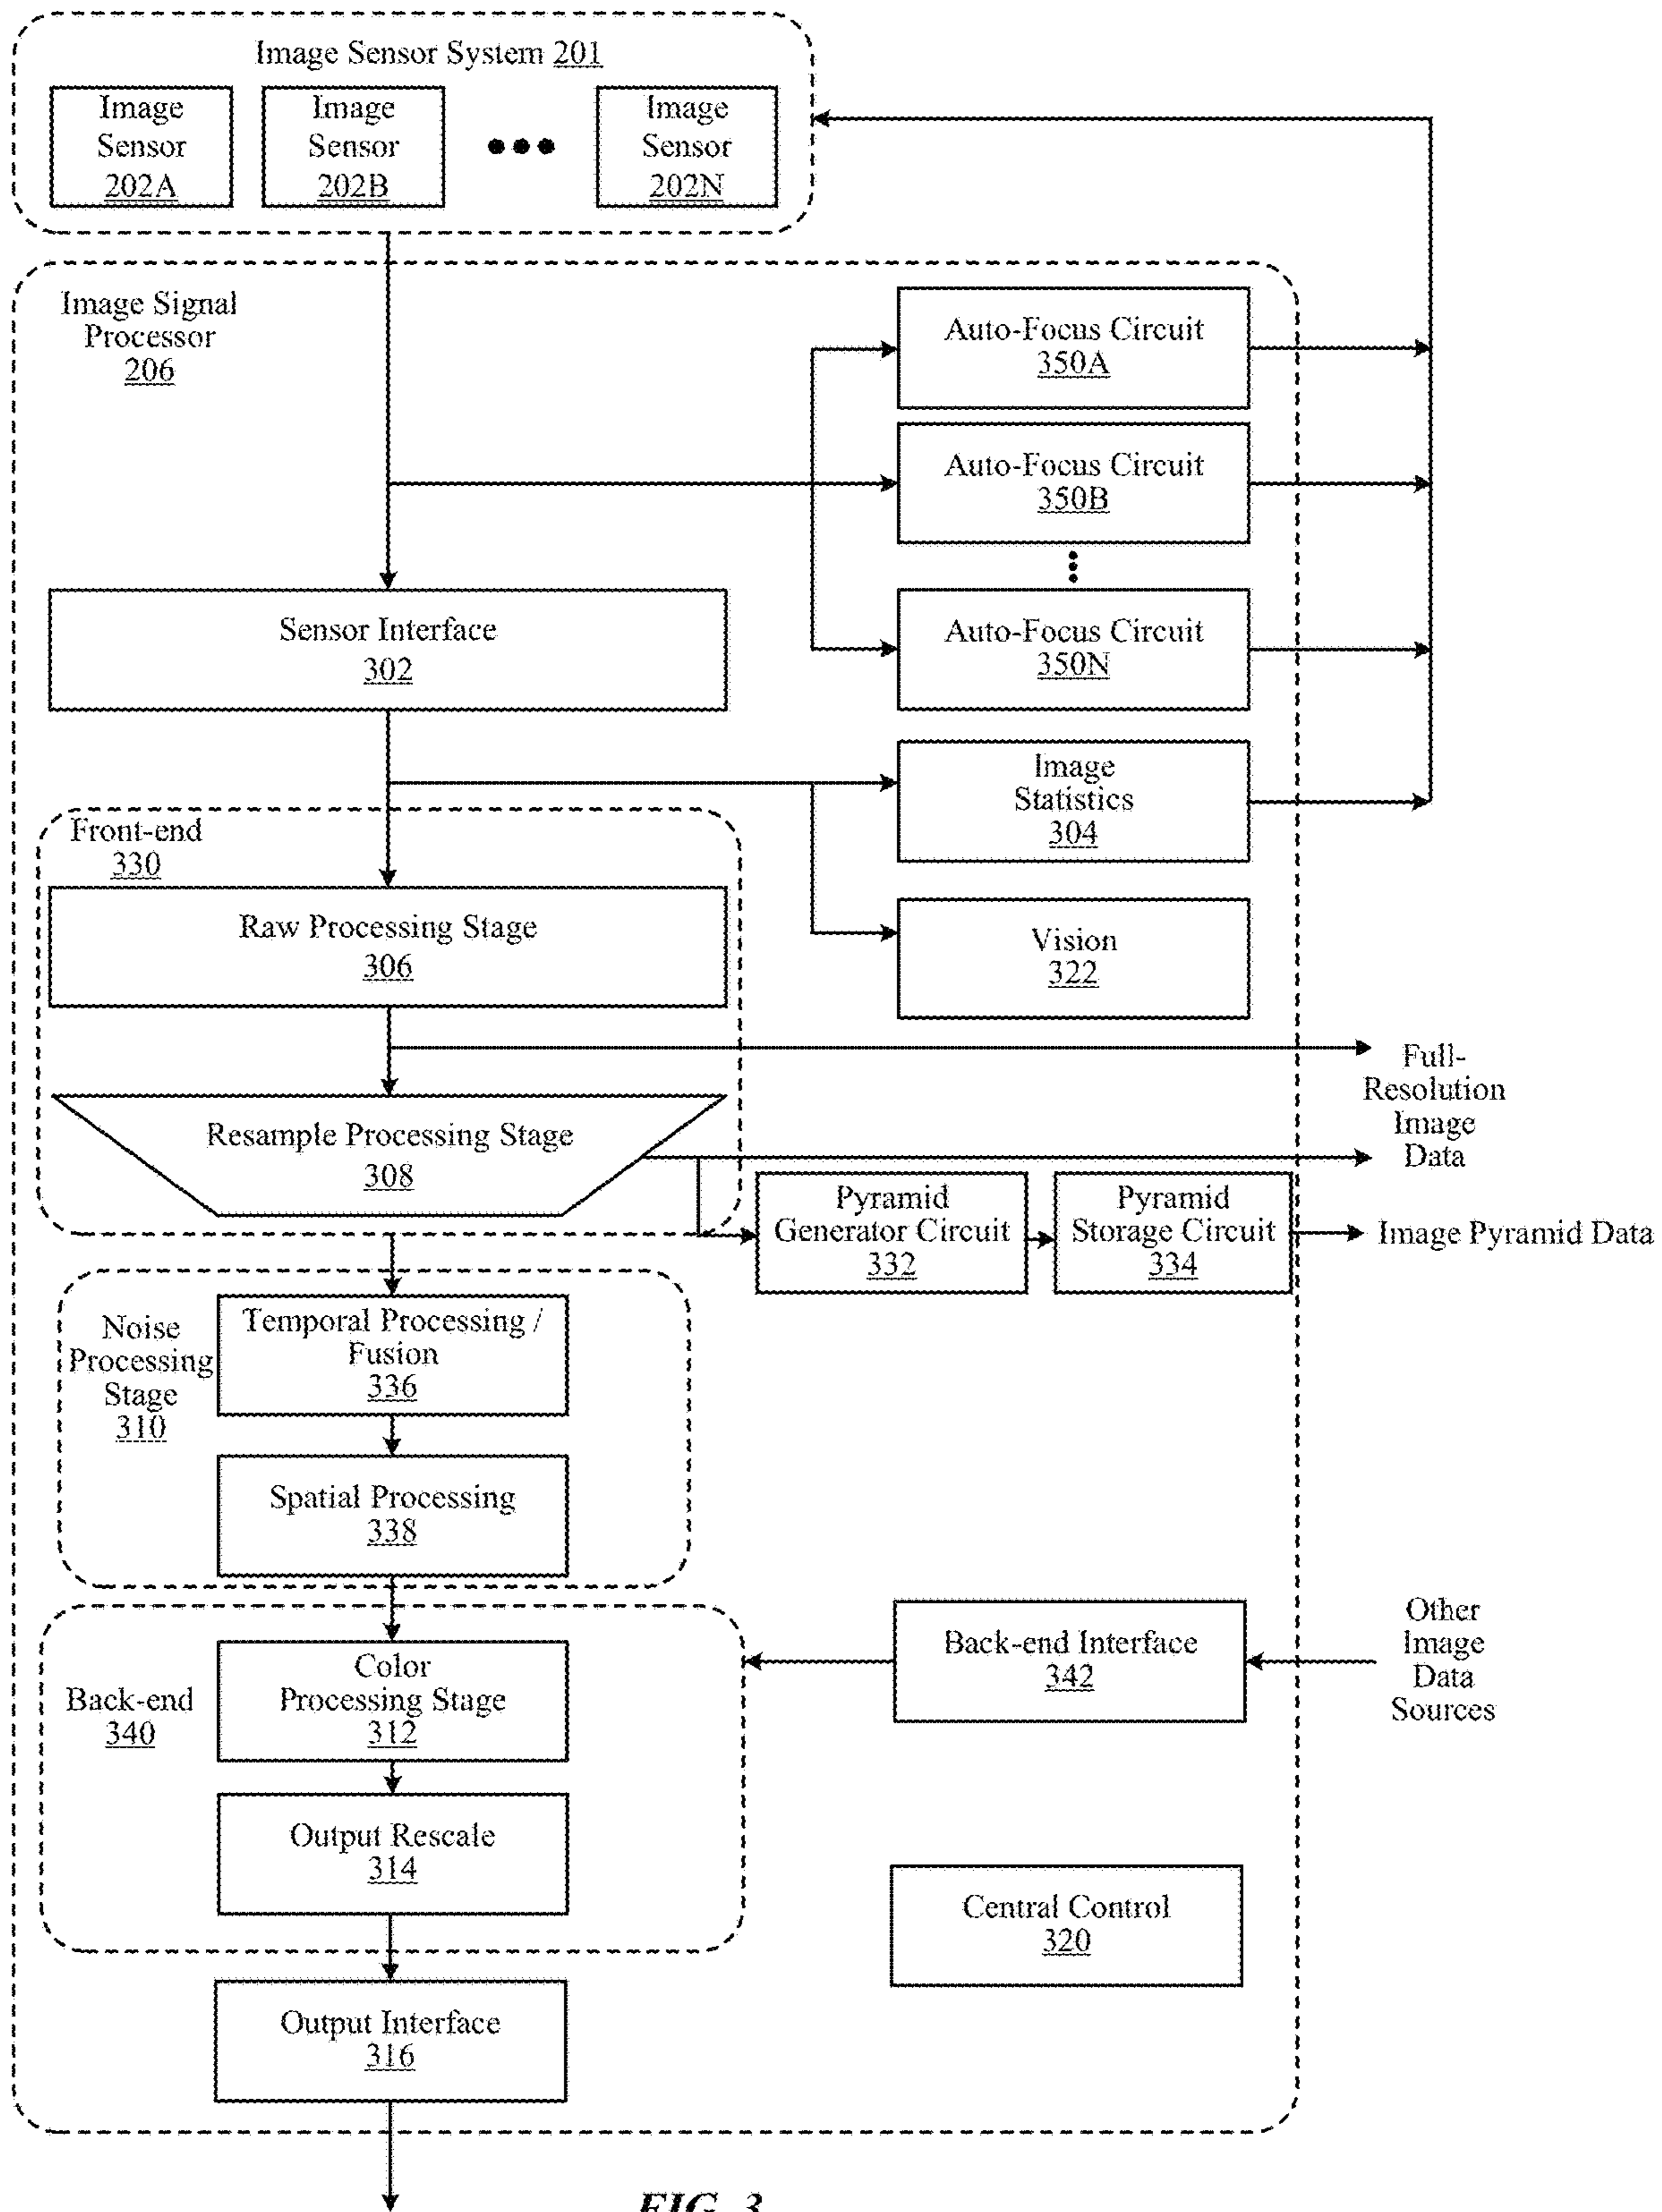 Image Sensor System 201
Image
Sensor
202A
Image
Sensor
202B
Image
Sensor
202N
Image Signal
Processor
206
Auto-Focus Circuit
350A
Auto-Focus Circuit
350B
Auto-Focus Circuit
350N
Sensor Interface
302
Image
Statistics
304
Front-end
330
Raw Processing Stage
306
Vision
322
Full-
Resolution
Image
Data
Resample Processing Stage
308
Pyramid
Generator Circuit
332
Pyramid
Storage Circuit
334
Image Pyramid Data
Noise
Processing
Stage
310
Temporal Processing /
Fusion
336
Spatial Processing
338
Back-end
340
Color
Processing Stage
312
Back-end Interface
342
Other
Image
Data
Sources
Output Rescale
314
Central Control
320
Output Interface
316
FIG. 3